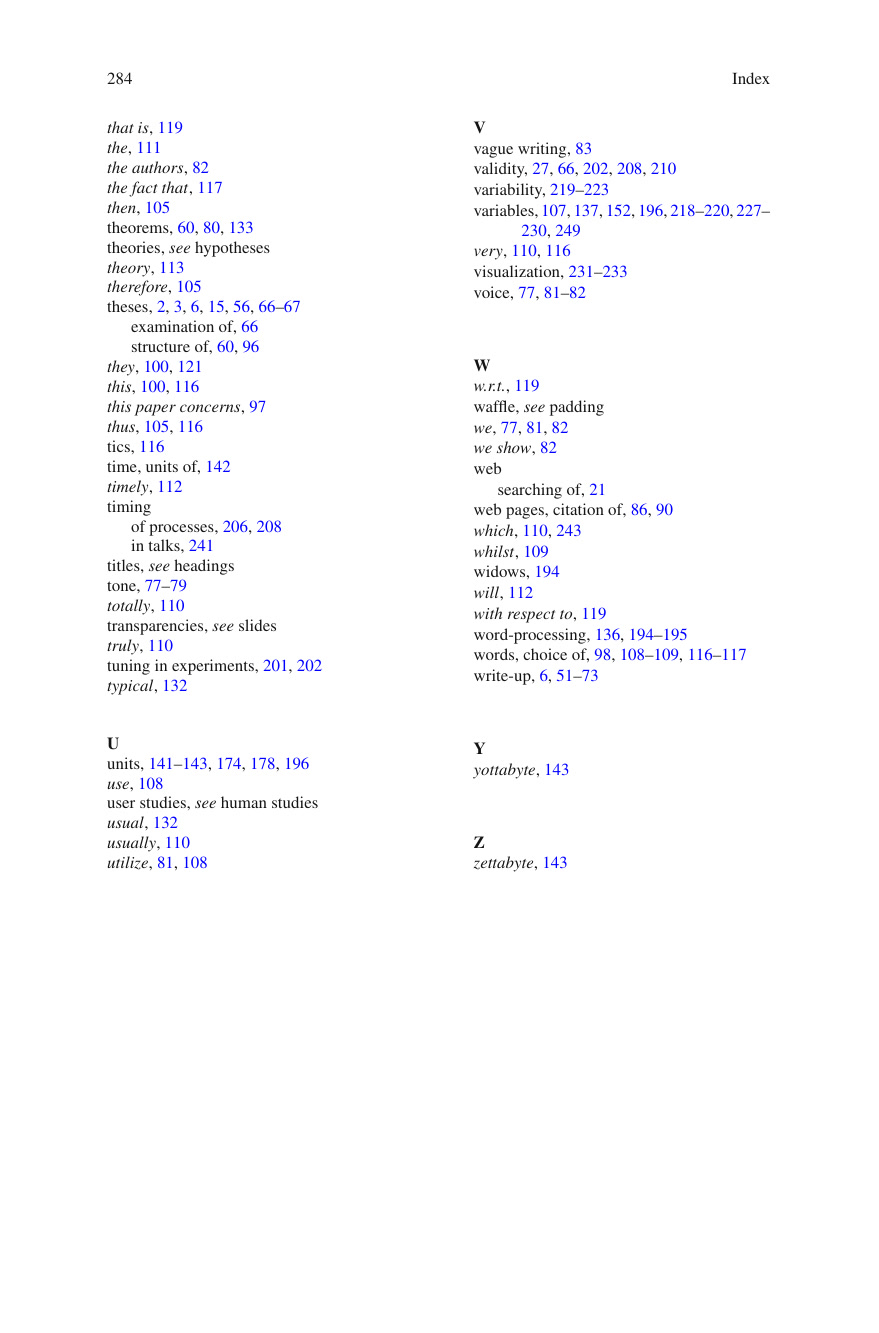 284
Index
that is, 119
the, 111
the authors, 82
the fact that, 117
then, 105
theorems, 60, 80, 133
theories, see hypotheses
theory, 113
therefore, 105
theses, 2, 3, 6, 15, 56, 66–67
examination of, 66
structure of, 60, 96
they, 100, 121
this, 100, 116
this paper concerns, 97
thus, 105, 116
tics, 116
time, units of, 142
timely, 112
timing
of processes, 206, 208
in talks, 241
titles, see headings
tone, 77–79
totally, 110
transparencies, see slides
truly, 110
tuning in experiments, 201, 202
typical, 132
U
units, 141–143, 174, 178, 196
use, 108
user studies, see human studies
usual, 132
usually, 110
utilize, 81, 108
V
vague writing, 83
validity, 27, 66, 202, 208, 210
variability, 219–223
variables, 107, 137, 152, 196, 218–220, 227–
230, 249
very, 110, 116
visualization, 231–233
voice, 77, 81–82
W
w.r.t., 119
waffle, see padding
we, 77, 81, 82
we show, 82
web
searching of, 21
web pages, citation of, 86, 90
which, 110, 243
whilst, 109
widows, 194
will, 112
with respect to, 119
word-processing, 136, 194–195
words, choice of, 98, 108–109, 116–117
write-up, 6, 51–73
Y
yottabyte, 143
Z
zettabyte, 143